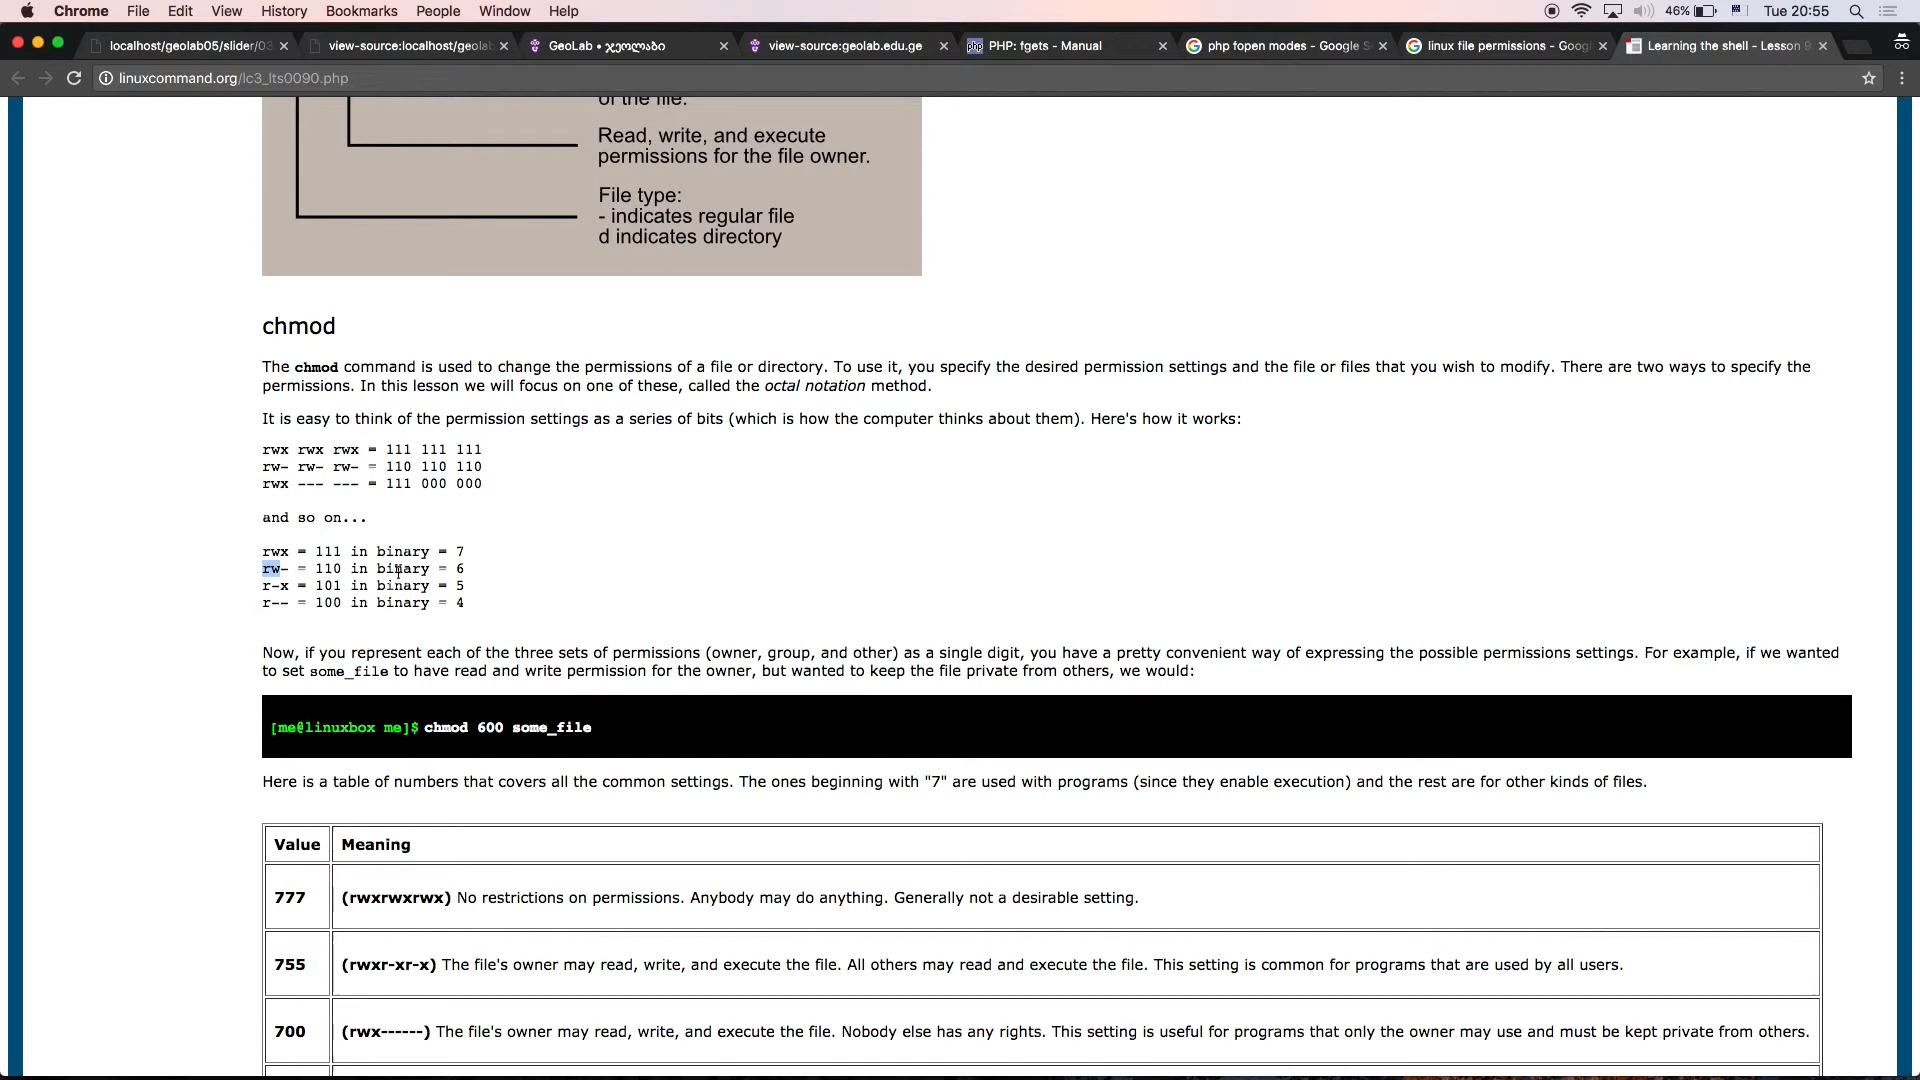 Chrome File Edit View History Bookmarks People Window Help 46% Tue 20:55
localhost/geolab05/slider/03 view-source:localhost/geolab GeoLab • ჯეოლაბი view-source:geolab.edu.ge php PHP: fgets - Manual php fopen modes - Google S linux file permissions - Goog Learning the shell - Lesson 9
linuxcommand.org/lc3_lts0090.php
of the file.
Read, write, and execute
permissions for the file owner.
File type:
- indicates regular file
d indicates directory
chmod
The chmod command is used to change the permissions of a file or directory. To use it, you specify the desired permission settings and the file or files that you wish to modify. There are two ways to specify the
permissions. In this lesson we will focus on one of these, called the octal notation method.
It is easy to think of the permission settings as a series of bits (which is how the computer thinks about them). Here's how it works:
rwx rwx rwx = 111 111 111
rw- rw- rw- = 110 110 110
rwx --- --- = 111 000 000
and so on...
rwx = 111 in binary = 7
rw- = 110 in binary = 6
r-x = 101 in binary = 5
r-- = 100 in binary = 4
Now, if you represent each of the three sets of permissions (owner, group, and other) as a single digit, you have a pretty convenient way of expressing the possible permissions settings. For example, if we wanted
to set some_file to have read and write permission for the owner, but wanted to keep the file private from others, we would:
[me@linuxbox me]$ chmod 600 some_file
Here is a table of numbers that covers all the common settings. The ones beginning with "7" are used with programs (since they enable execution) and the rest are for other kinds of files.
Value Meaning
777 (rwxrwxrwx) No restrictions on permissions. Anybody may do anything. Generally not a desirable setting.
755 (rwxr-xr-x) The file's owner may read, write, and execute the file. All others may read and execute the file. This setting is common for programs that are used by all users.
700 (rwx------) The file's owner may read, write, and execute the file. Nobody else has any rights. This setting is useful for programs that only the owner may use and must be kept private from others.